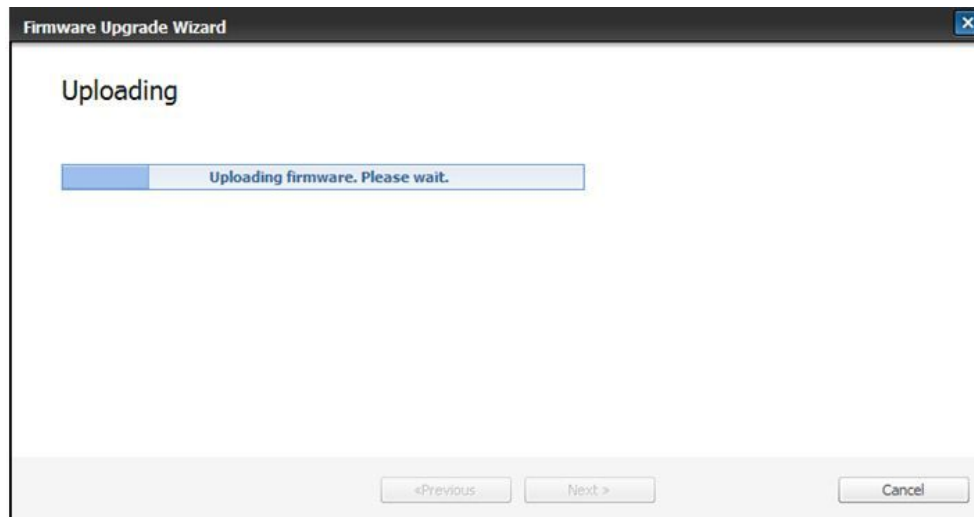 Firmware Upgrade Wizard
Uploading
Uploading firmware. Please wait.
«Previous Next » Cancel